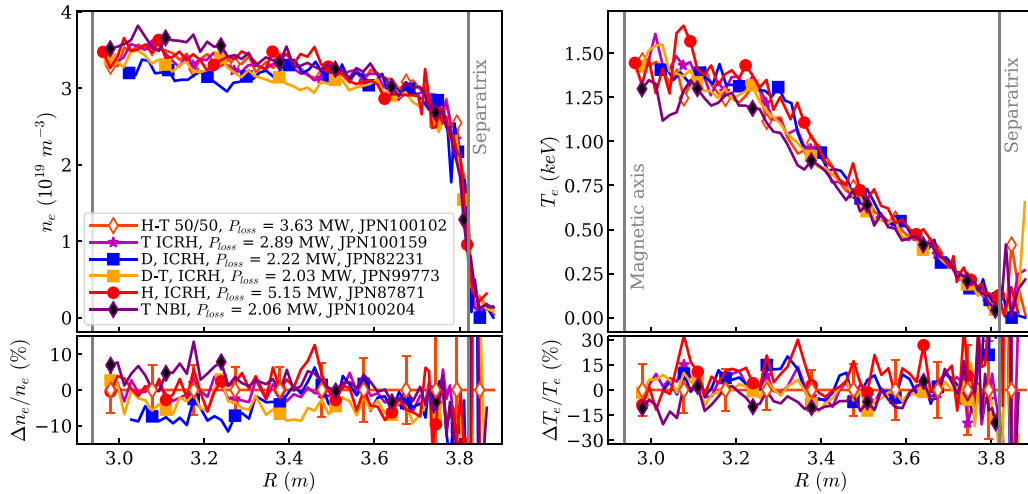 4
3
2
1
0
n_e (10^19 m^−3)
Separatrix
H-T 50/50, P_loss = 3.63 MW, JPN100102
T ICRH, P_loss = 2.89 MW, JPN100159
D, ICRH, P_loss = 2.22 MW, JPN82231
D-T, ICRH, P_loss = 2.03 MW, JPN99773
H, ICRH, P_loss = 5.15 MW, JPN87871
T NBI, P_loss = 2.06 MW, JPN100204
10
0
−10
Δn_e/n_e (%)
3.0 3.2 3.4 3.6 3.8
R (m)
1.75
1.50
1.25
1.00
0.75
0.50
0.25
0.00
T_e (keV)
Magnetic axis
Separatrix
30
15
0
−15
−30
ΔT_e/T_e (%)
3.0 3.2 3.4 3.6 3.8
R (m)